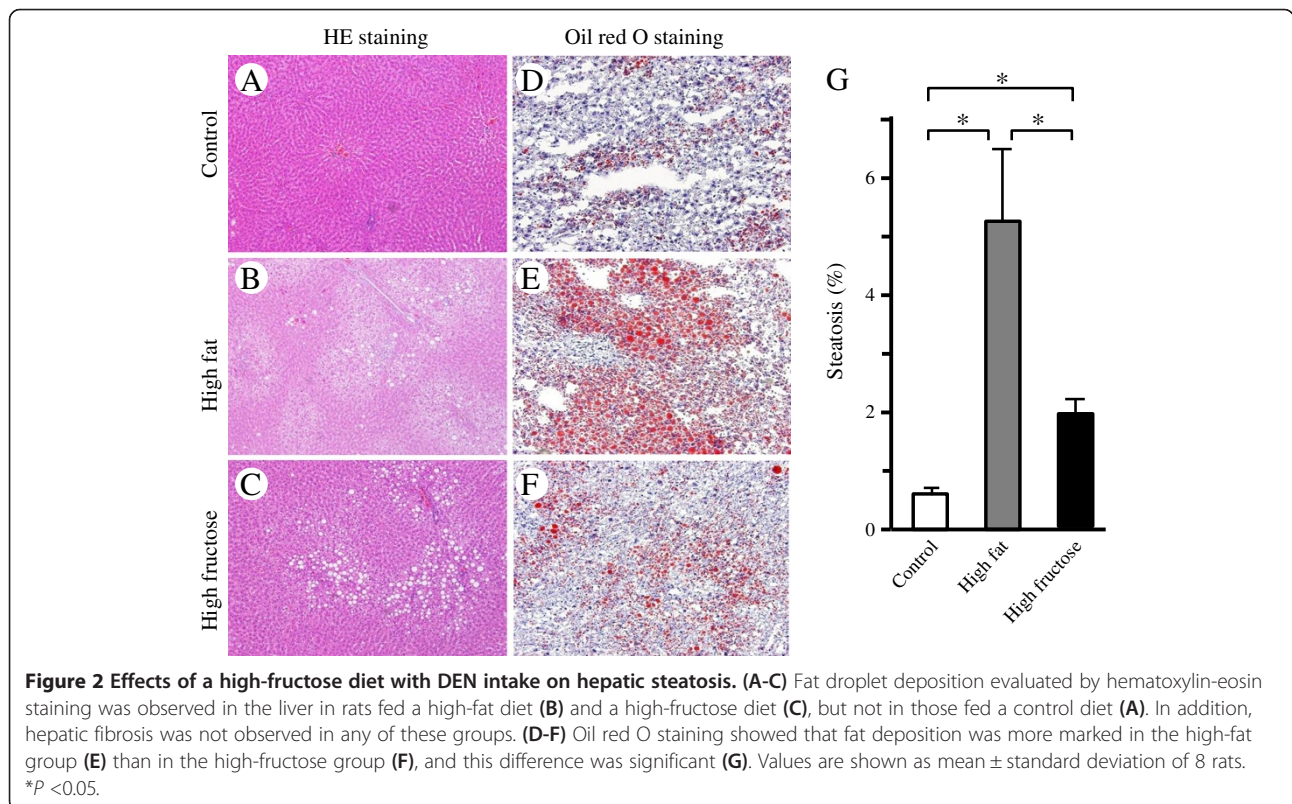 HE staining
Oil red O staining
Control
High fat
High fructose
A
D
B
E
C
F
G
*
* *
Steatosis (%)
6
4
2
0
Control
High fat
High fructose
Figure 2 Effects of a high-fructose diet with DEN intake on hepatic steatosis. (A-C) Fat droplet deposition evaluated by hematoxylin-eosin
staining was observed in the liver in rats fed a high-fat diet (B) and a high-fructose diet (C), but not in those fed a control diet (A). In addition,
hepatic fibrosis was not observed in any of these groups. (D-F) Oil red O staining showed that fat deposition was more marked in the high-fat
group (E) than in the high-fructose group (F), and this difference was significant (G). Values are shown as mean ± standard deviation of 8 rats.
*P <0.05.